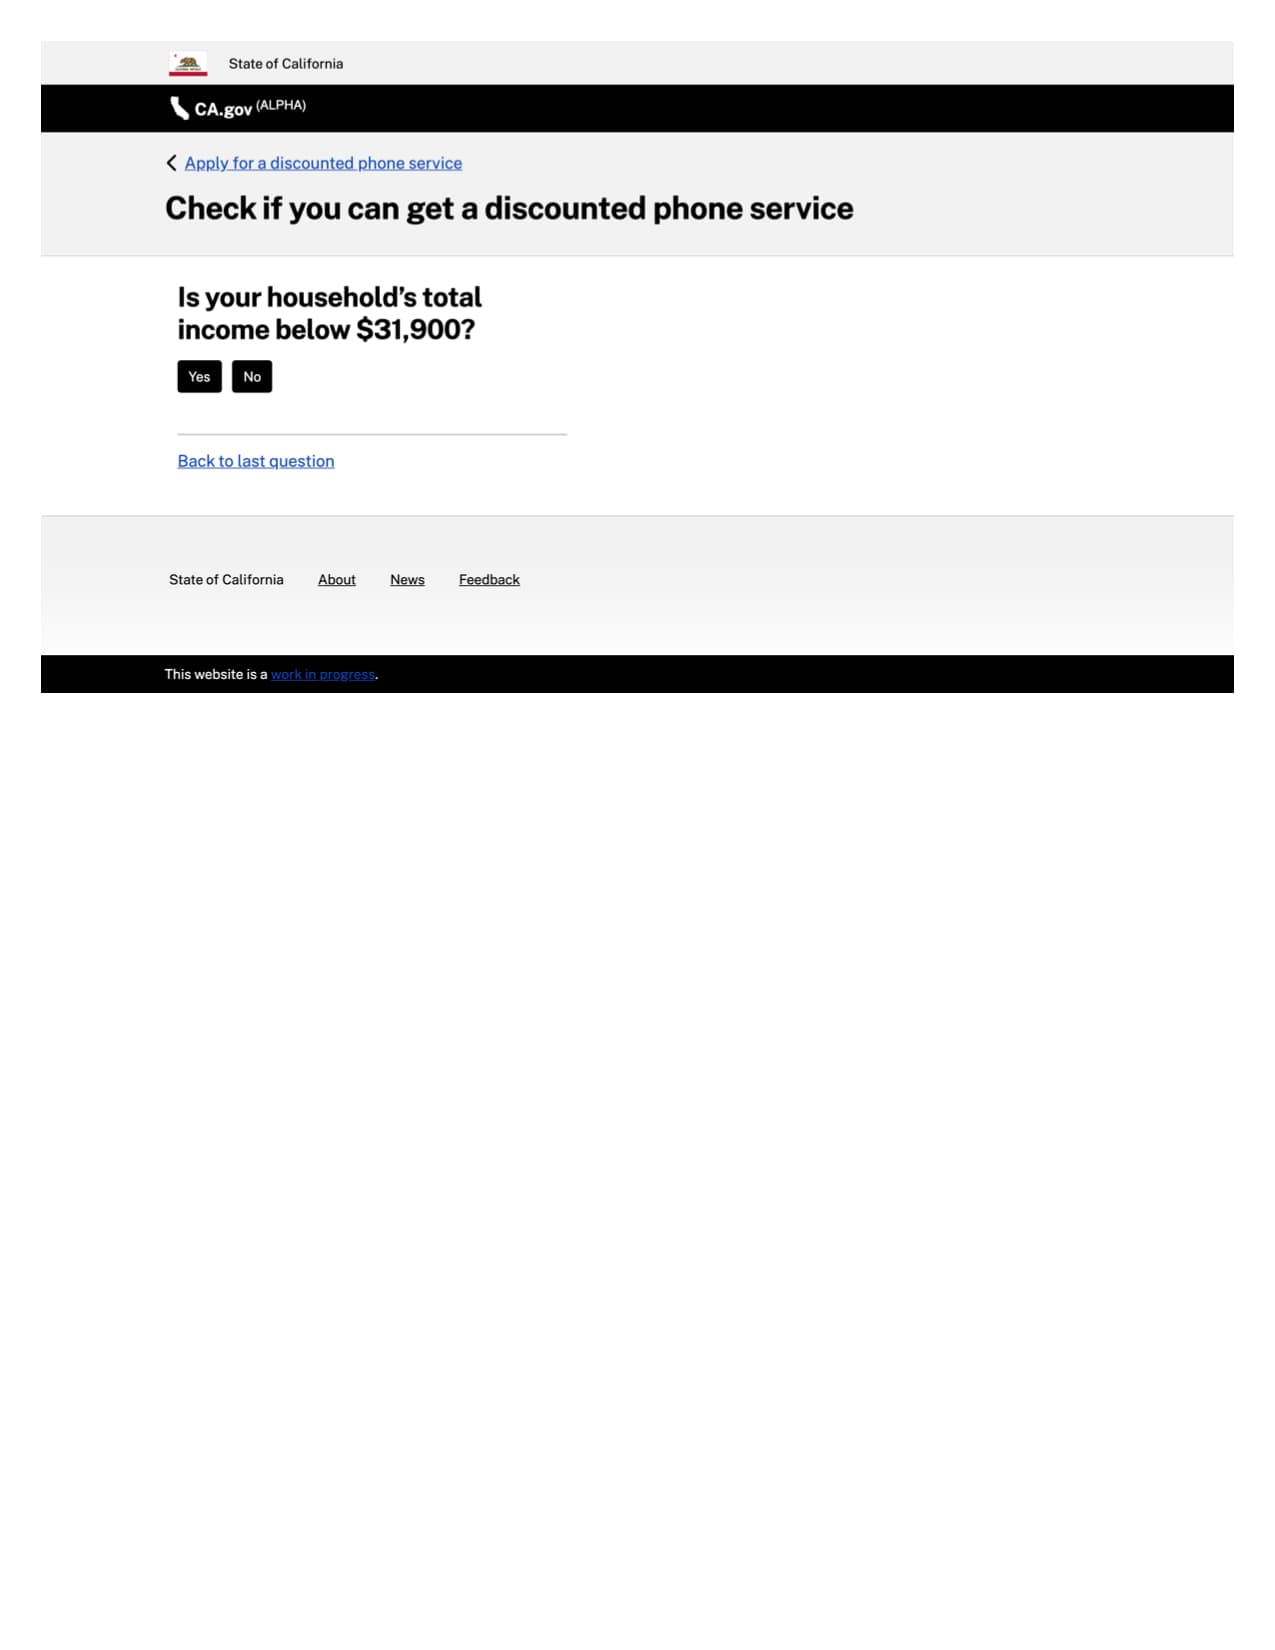 State of California
CA.gov (ALPHA)
Apply for a discounted phone service
Check if you can get a discounted phone service
Is your household’s total
income below $31,900?
Yes No
Back to last question
State of California About News Feedback
This website is a work in progress.